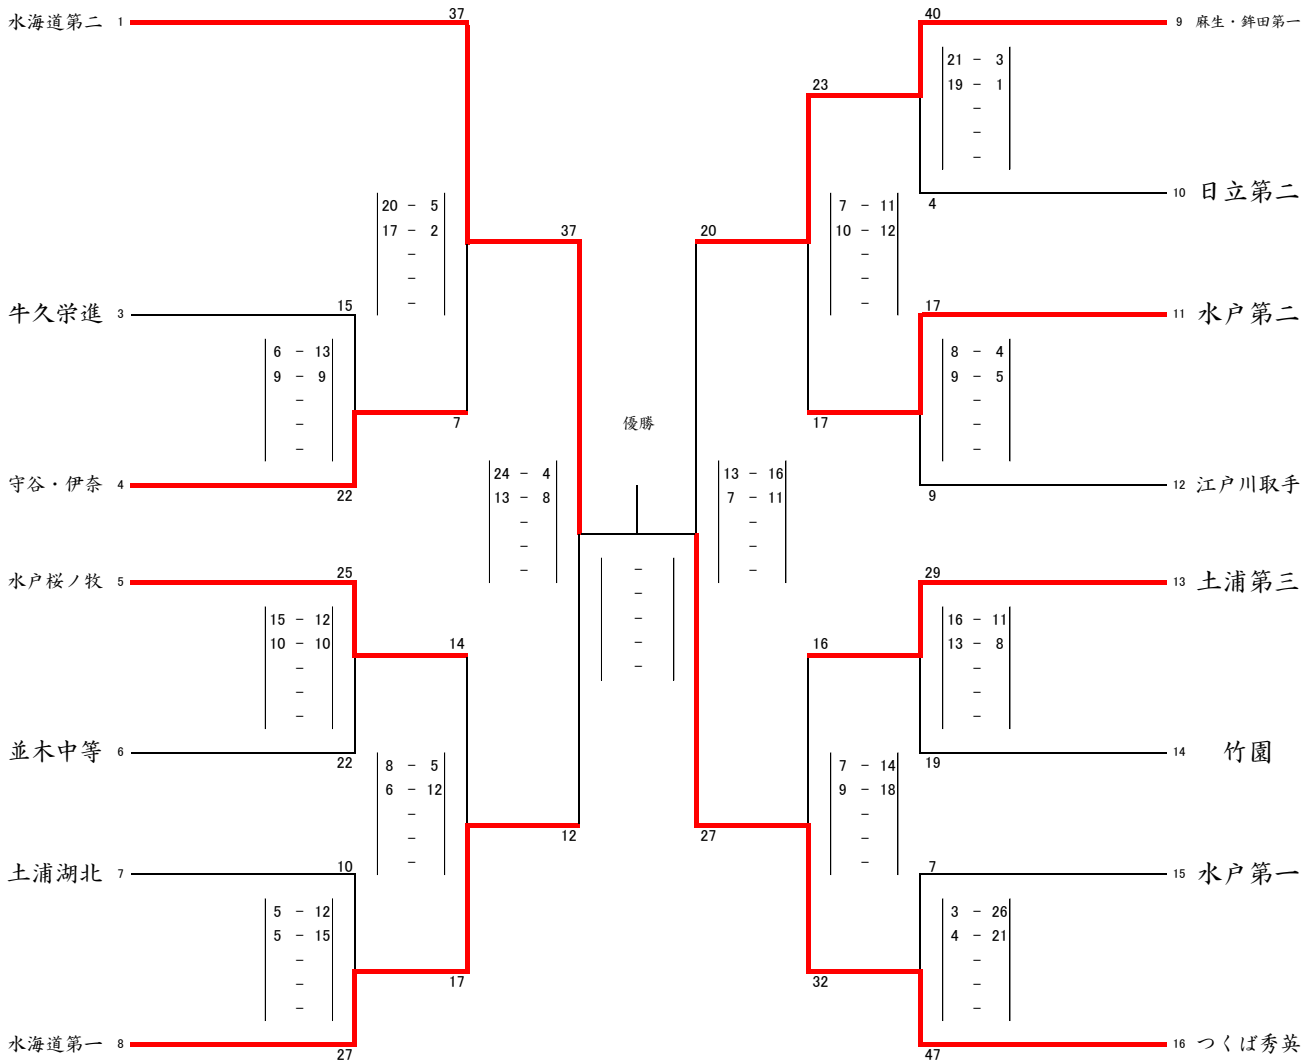 水海道第二 1
37
20 - 5
17 - 2
-
-
-
牛久栄進 3
15
6 - 13
9 - 9
-
-
-
7
守谷・伊奈 4
22
37
24 - 4
13 - 8
-
-
-
水戸桜ノ牧 5
25
15 - 12
10 - 10
-
-
-
14
並木中等 6
22
8 - 5
6 - 12
-
-
-
12
土浦湖北 7
10
5 - 12
5 - 15
-
-
-
17
水海道第一 8
27
優勝
-
-
-
-
-
40
9 麻生・鉾田第一
21 - 3
19 - 1
-
-
-
23
4
10 日立第二
7 - 11
10 - 12
-
-
-
20
17
11 水戸第二
8 - 4
9 - 5
-
-
-
17
9
12 江戸川取手
13 - 16
7 - 11
-
-
-
29
13 土浦第三
16 - 11
13 - 8
-
-
-
16
19
14 竹園
7 - 14
9 - 18
-
-
-
27
7
15 水戸第一
3 - 26
4 - 21
-
-
-
32
47
16 つくば秀英